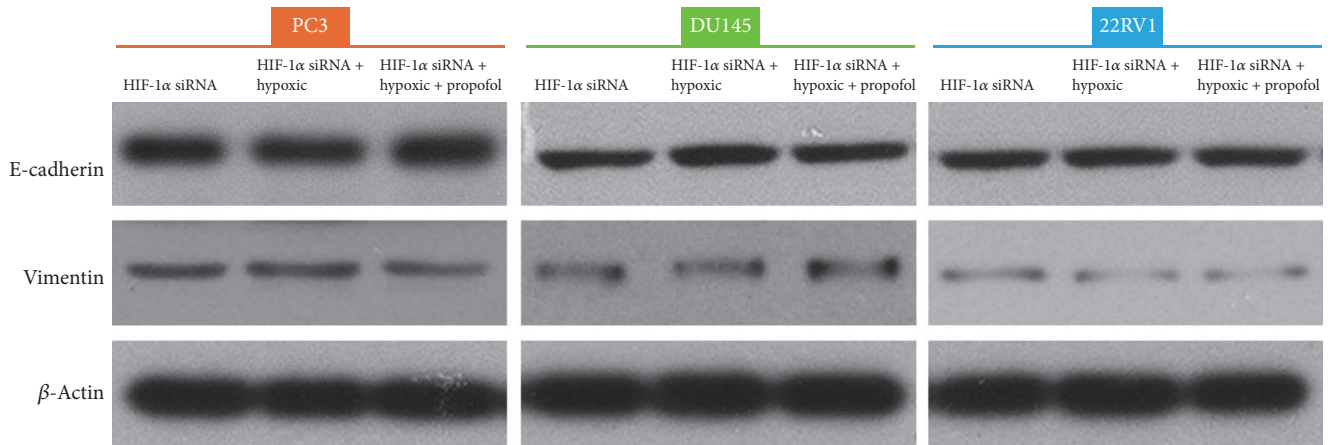 PC3
DU145
22RV1
HIF-1α siRNA
HIF-1α siRNA +
hypoxic
HIF-1α siRNA +
hypoxic + propofol
HIF-1α siRNA
HIF-1α siRNA +
hypoxic
HIF-1α siRNA +
hypoxic + propofol
HIF-1α siRNA
HIF-1α siRNA +
hypoxic
HIF-1α siRNA +
hypoxic + propofol
E-cadherin
Vimentin
β-Actin